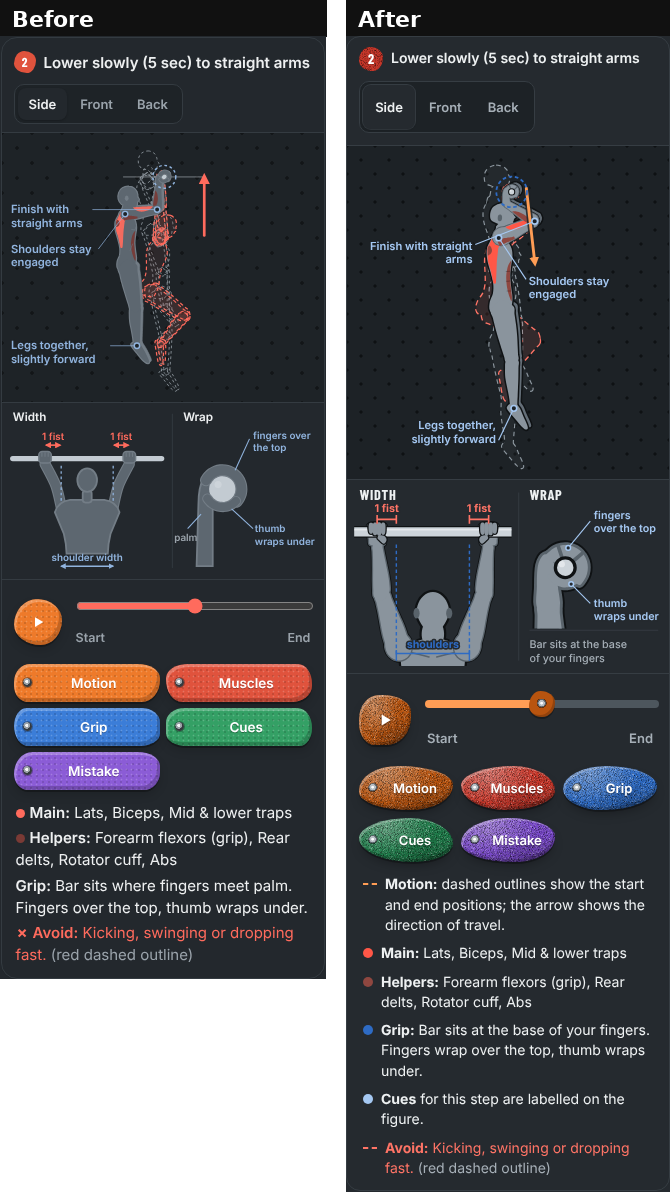 Before
2 Lower slowly (5 sec) to straight arms
Side Front Back
Finish with
straight arms
Shoulders stay
engaged
Legs together,
slightly forward
Width
1 fist 1 fist
shoulder width
Wrap
fingers over
the top
palm
thumb
wraps under
Start End
Motion Muscles
Grip Cues
Mistake
Main: Lats, Biceps, Mid & lower traps
Helpers: Forearm flexors (grip), Rear
delts, Rotator cuff, Abs
Grip: Bar sits where fingers meet palm.
Fingers over the top, thumb wraps under.
× Avoid: Kicking, swinging or dropping
fast. (red dashed outline)
After
2 Lower slowly (5 sec) to straight arms
Side Front Back
Finish with straight
arms
Shoulders stay
engaged
Legs together,
slightly forward
WIDTH
1 fist 1 fist
shoulders
WRAP
fingers
over the top
thumb
wraps under
Bar sits at the base
of your fingers
Start End
Motion Muscles Grip
Cues Mistake
Motion: dashed outlines show the start
and end positions; the arrow shows the
direction of travel.
Main: Lats, Biceps, Mid & lower traps
Helpers: Forearm flexors (grip), Rear
delts, Rotator cuff, Abs
Grip: Bar sits at the base of your fingers.
Fingers wrap over the top, thumb wraps
under.
Cues for this step are labelled on the
figure.
Avoid: Kicking, swinging or dropping
fast. (red dashed outline)